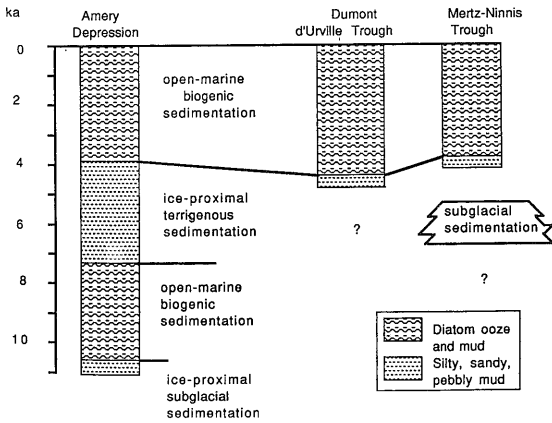 ka
Amery
Depression
Dumont
d'Urville Trough
Mertz-Ninnis
Trough
0
2
4
6
8
10
open-marine
biogenic
sedimentation
ice-proximal
terrigenous
sedimentation
open-marine
biogenic
sedimentation
ice-proximal
subglacial
sedimentation
?
subglacial
sedimentation
?
Diatom ooze
and mud
Silty, sandy,
pebbly mud